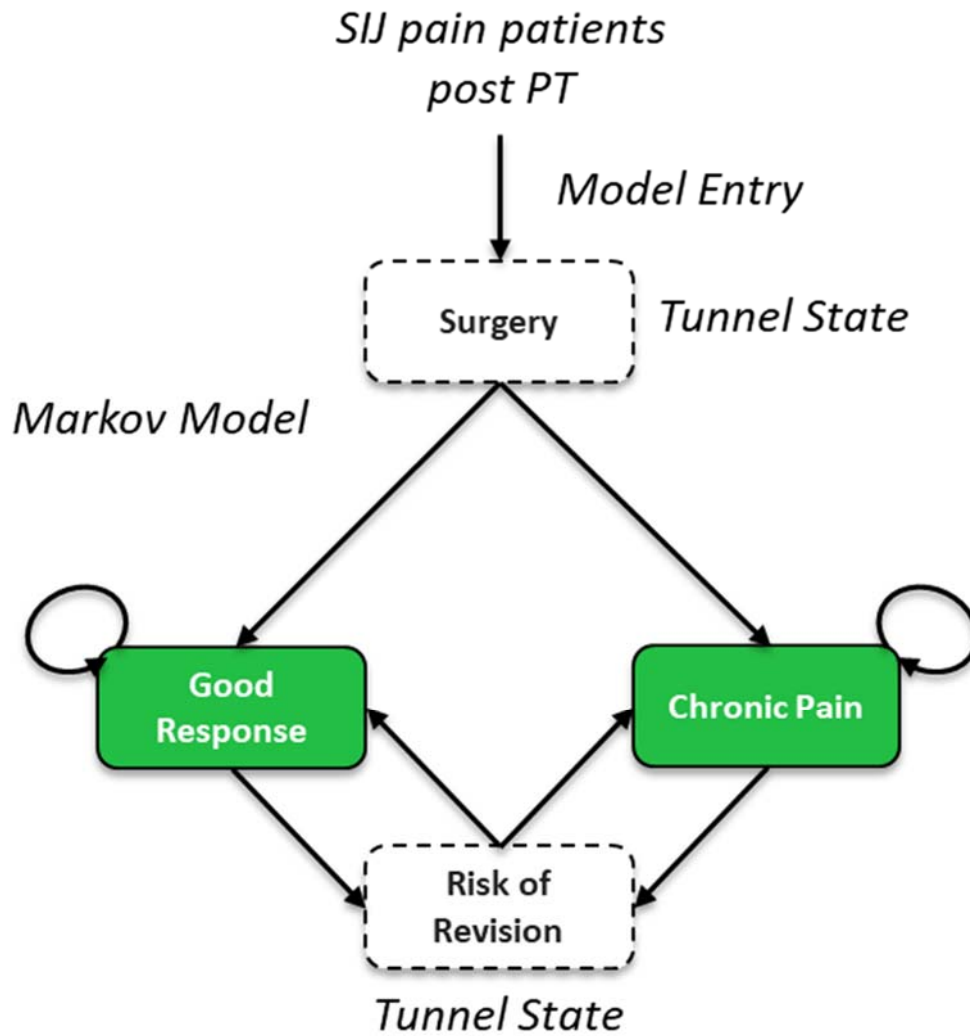 SIJ pain patients
post PT
Model Entry
Surgery
Tunnel State
Markov Model
Good
Response
Chronic Pain
Risk of
Revision
Tunnel State